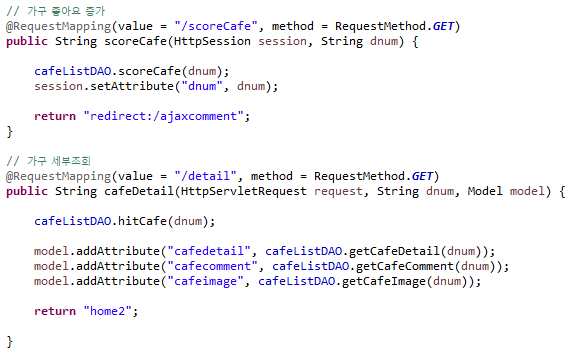 // 가구 좋아요 증가
@RequestMapping(value = "/scoreCafe", method = RequestMethod.GET)
public String scoreCafe(HttpSession session, String dnum) {
cafeListDAO.scoreCafe(dnum);
session.setAttribute("dnum", dnum);
return "redirect:/ajaxcomment";
}
// 가구 세부조회
@RequestMapping(value = "/detail", method = RequestMethod.GET)
public String cafeDetail(HttpServletRequest request, String dnum, Model model) {
cafeListDAO.hitCafe(dnum);
model.addAttribute("cafedetail", cafeListDAO.getCafeDetail(dnum));
model.addAttribute("cafecomment", cafeListDAO.getCafeComment(dnum));
model.addAttribute("cafeimage", cafeListDAO.getCafeImage(dnum));
return "home2";
}